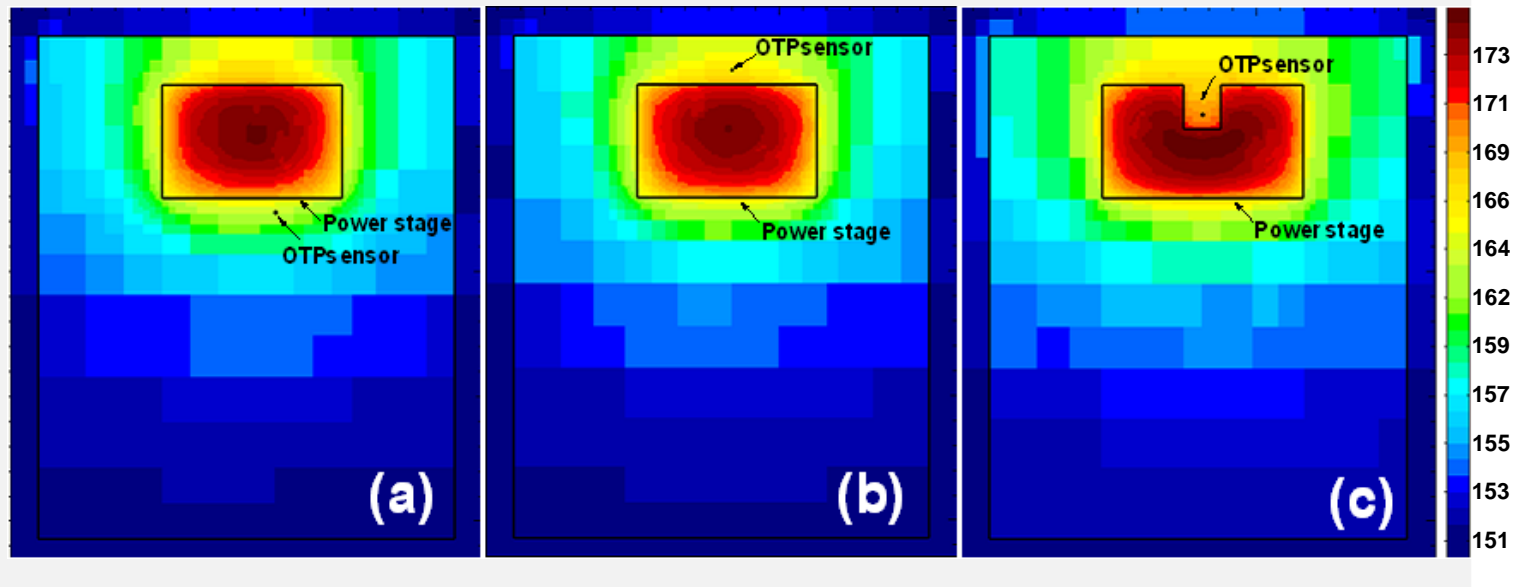 OTPsensor
Power stage
(a)
OTPsensor
Power stage
(b)
OTPsensor
Power stage
(c)
173
171
169
166
164
162
159
157
155
153
151